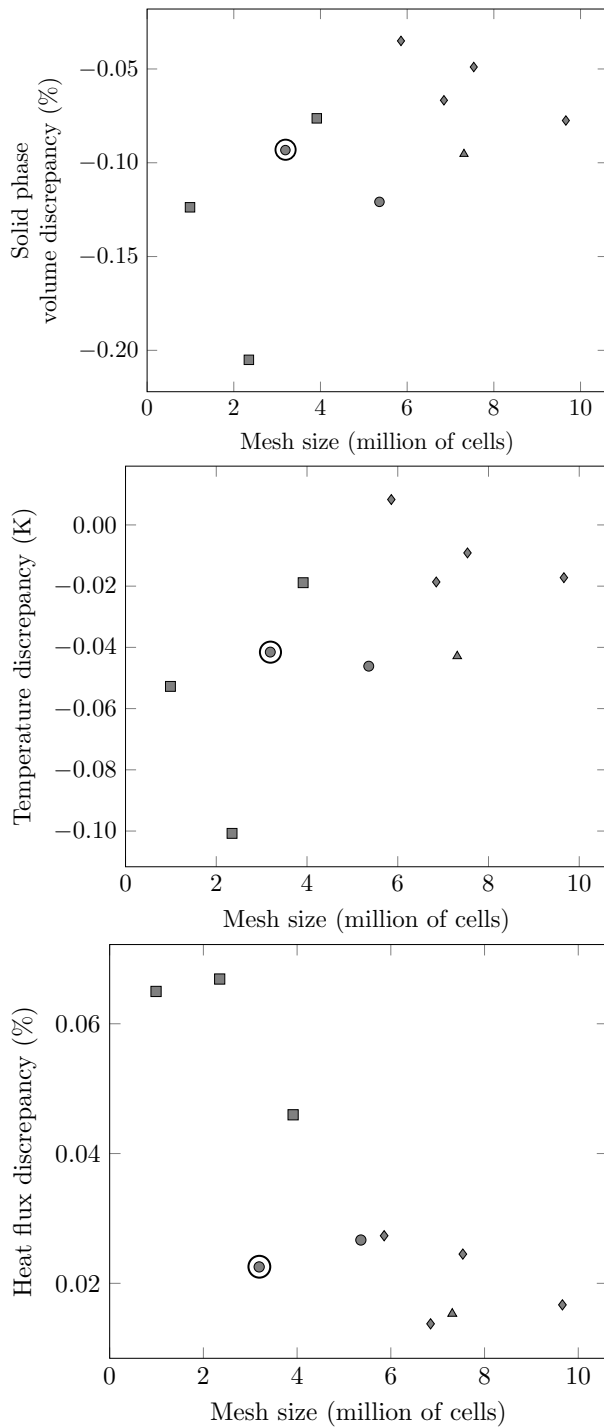 −0.05
−0.10
−0.15
−0.20
Solid phase
volume discrepancy (%)
0 2 4 6 8 10
Mesh size (million of cells)
0.00
−0.02
−0.04
−0.06
−0.08
−0.10
Temperature discrepancy (K)
0 2 4 6 8 10
Mesh size (million of cells)
0.06
0.04
0.02
Heat flux discrepancy (%)
0 2 4 6 8 10
Mesh size (million of cells)